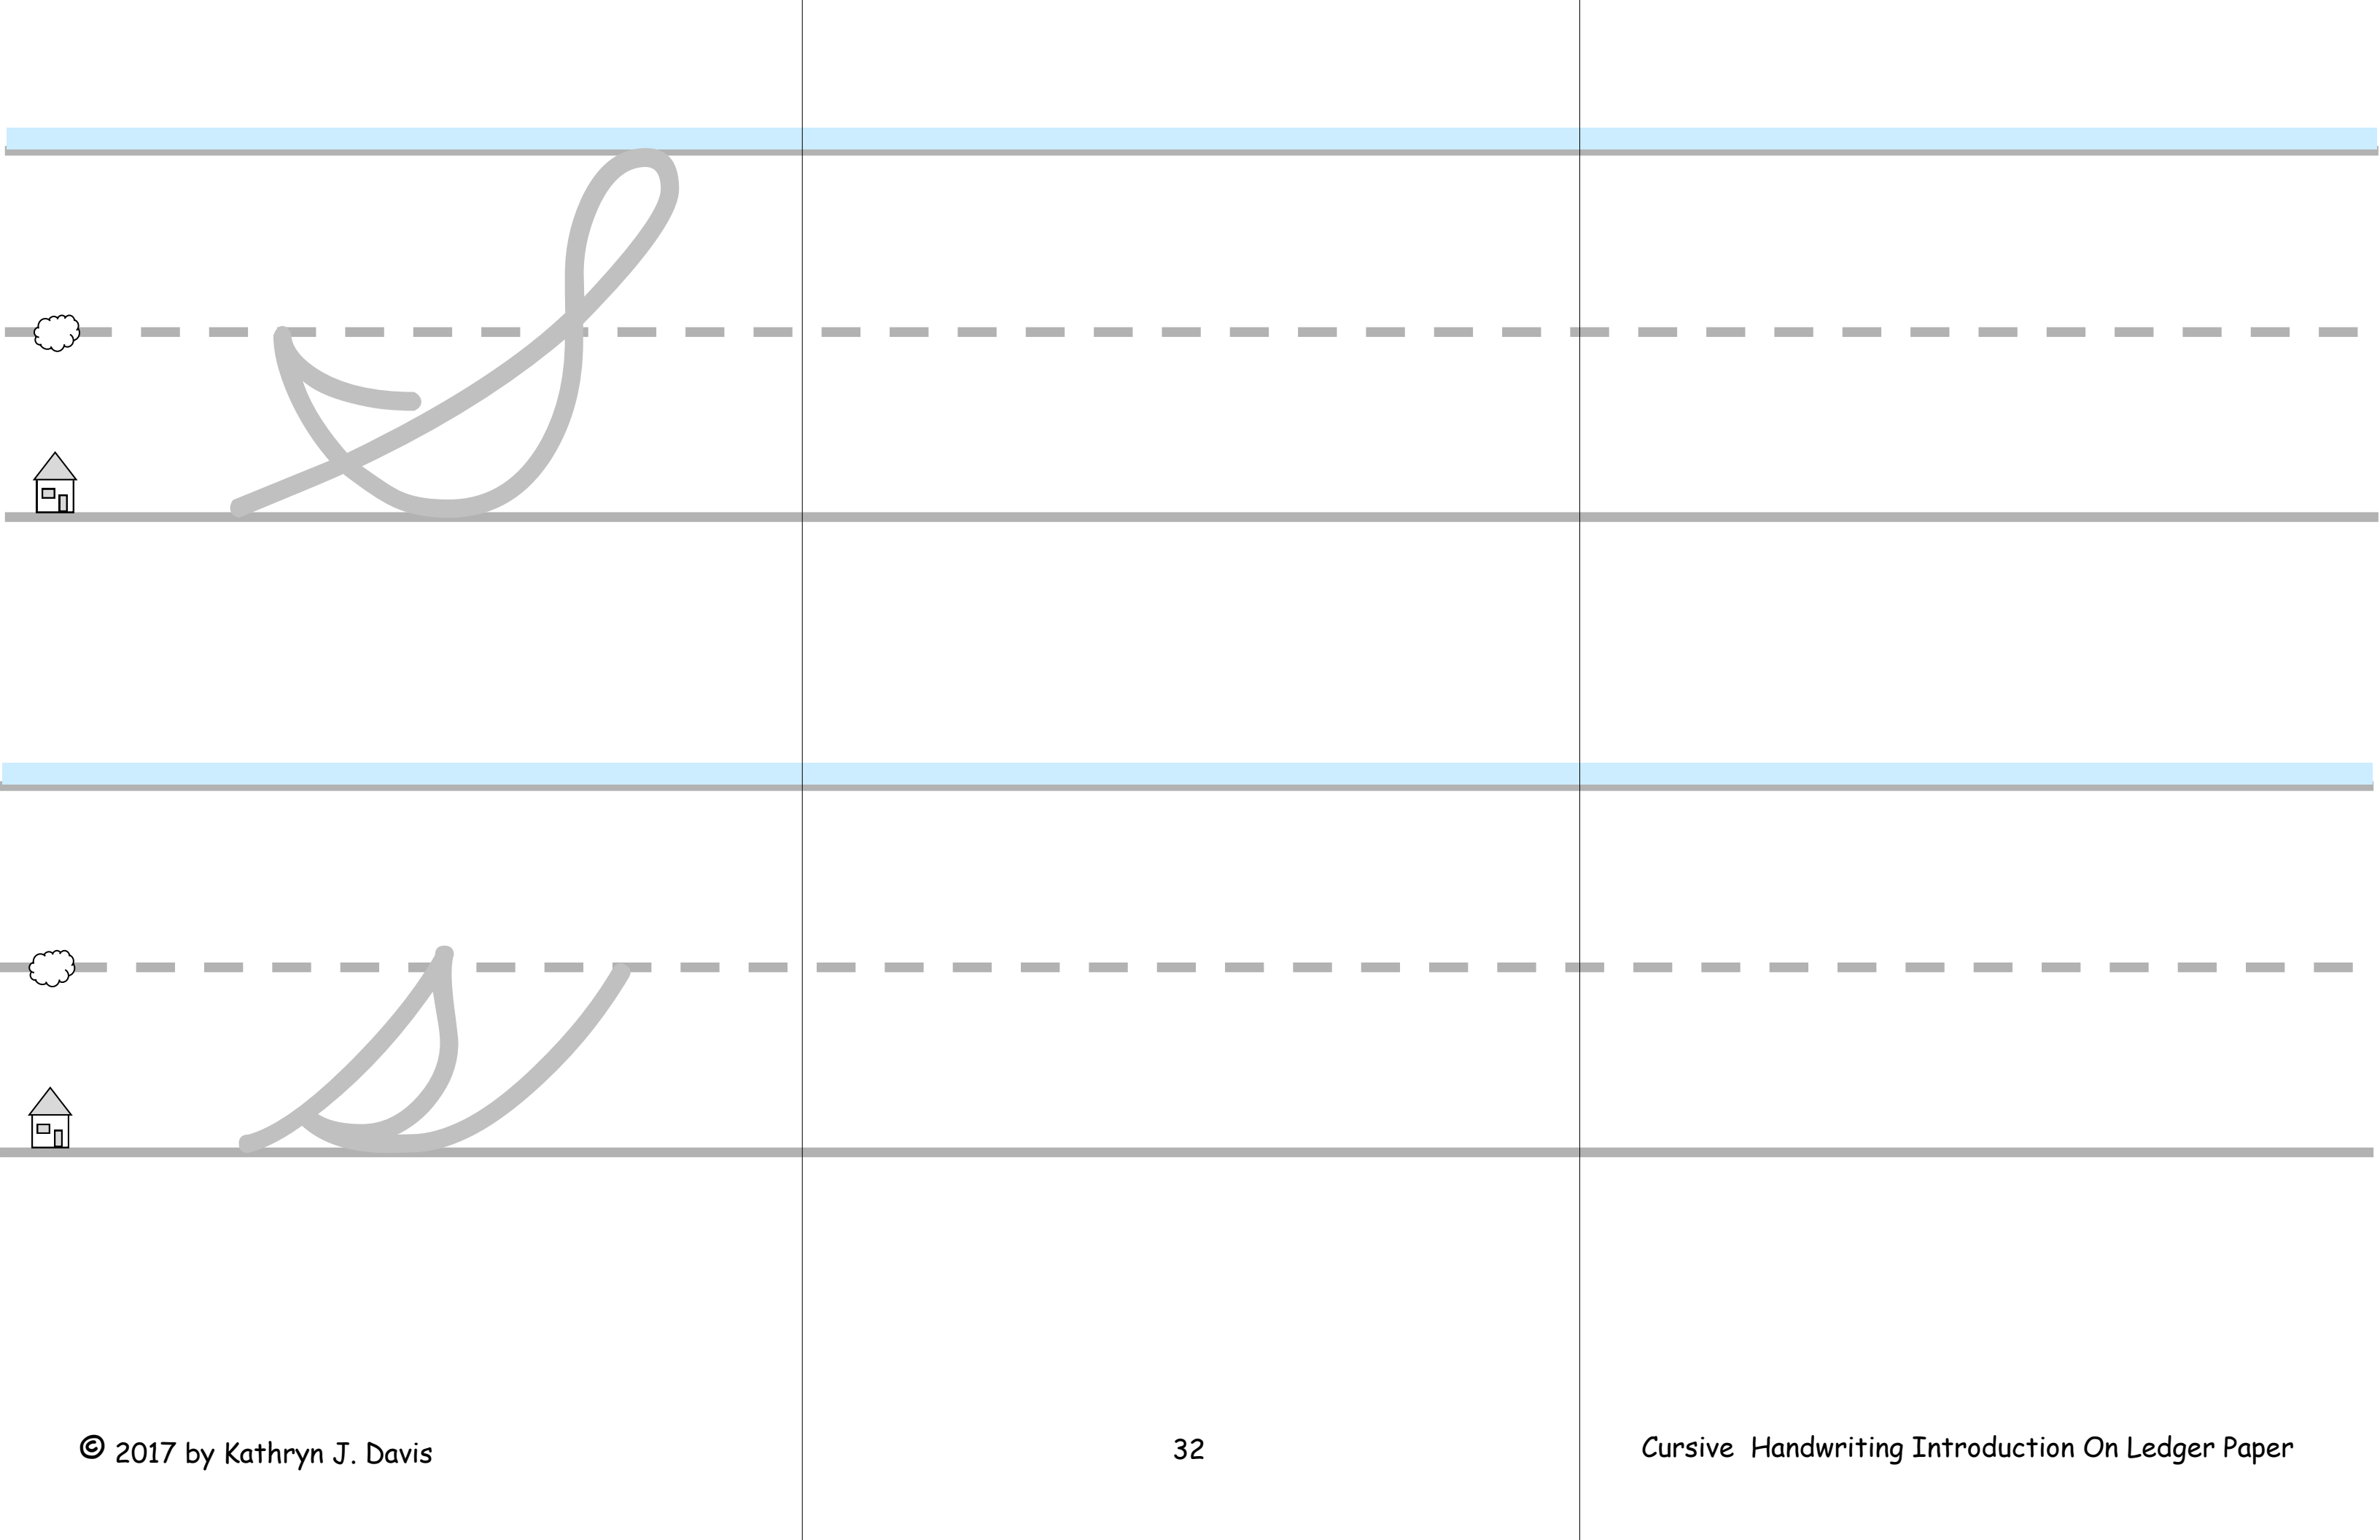 S
s
© 2017 by Kathryn J. Davis
32
Cursive Handwriting Introduction On Ledger Paper